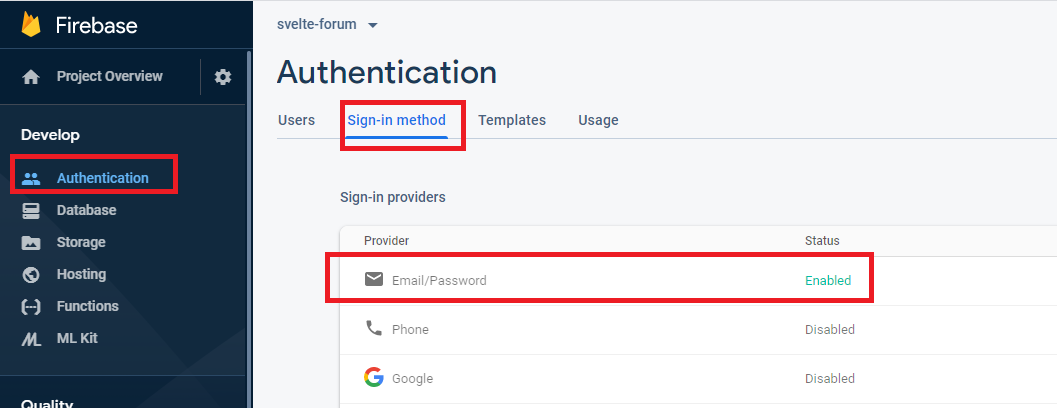 Firebase
Project Overview
Develop
Authentication
Database
Storage
Hosting
Functions
ML Kit
Quality
svelte-forum
Authentication
Users Sign-in method Templates Usage
Sign-in providers
Provider Status
Email/Password Enabled
Phone Disabled
Google Disabled